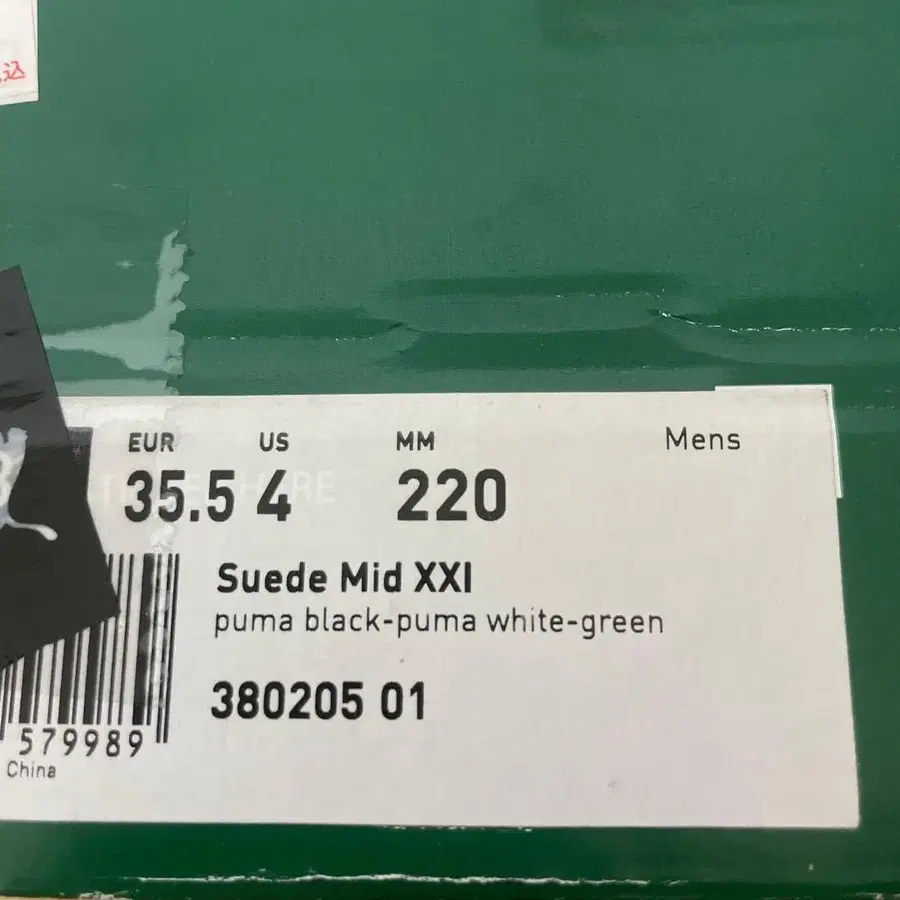 込
EUR US MM Mens
35.5 4 220
Suede Mid XXI
puma black-puma white-green
380205 01
579989
China